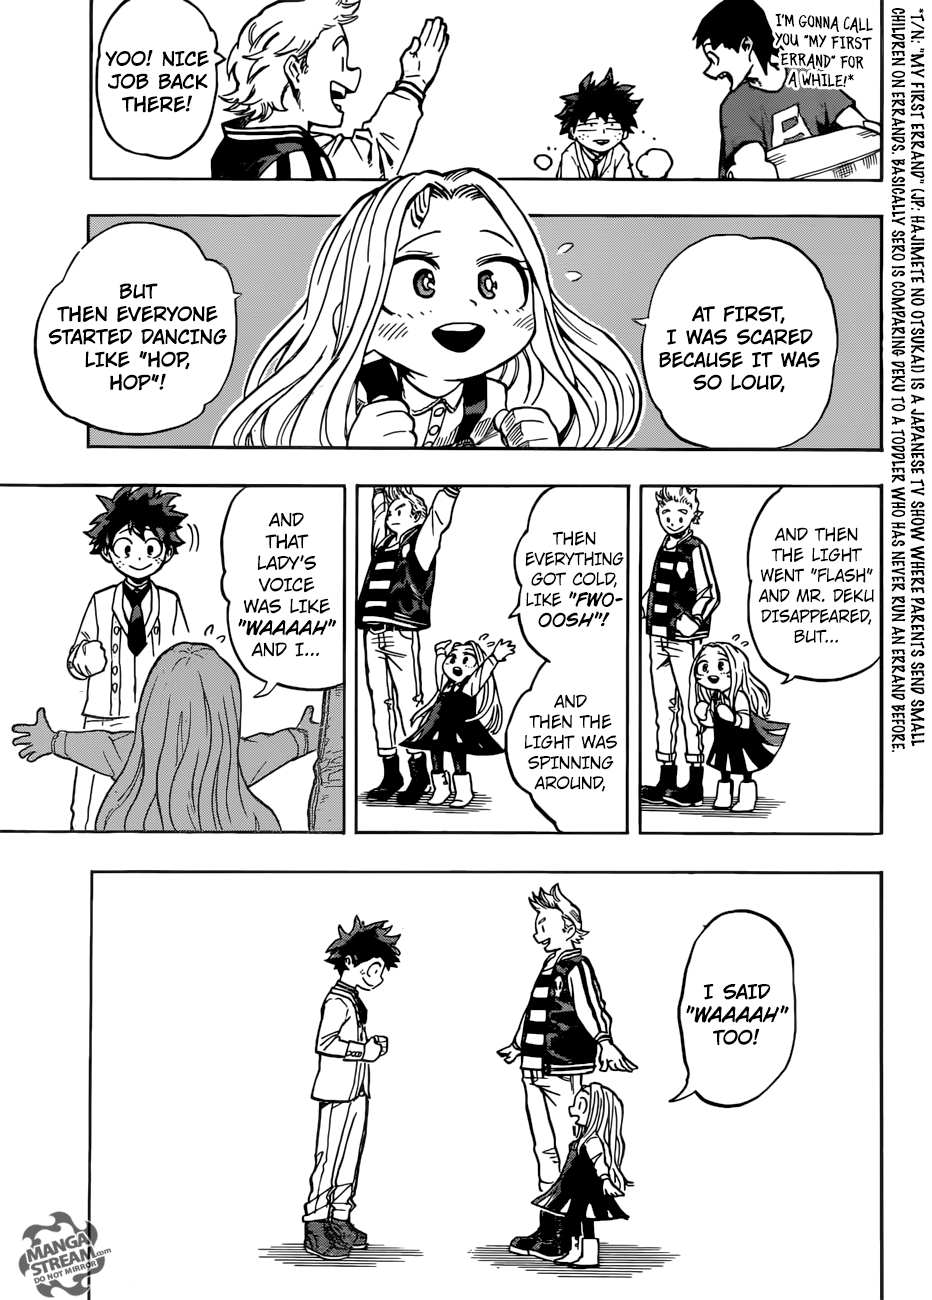 I'M GONNA CALL
YOU "MY FIRST
ERRAND" FOR
A WHILE!*
YOO! NICE
JOB BACK
THERE!
*T/N: "MY FIRST ERRAND" (JP: HAJIMETE NO OTSUKAI) IS A JAPANESE TV SHOW WHERE PARENTS SEND SMALL
CHILDREN ON ERRANDS. BASICALLY SERO IS COMPARING DEKU TO A TODDLER WHO HAS NEVER RUN AN ERRAND BEFORE.
AT FIRST,
I WAS SCARED
BECAUSE IT WAS
SO LOUD,
BUT
THEN EVERYONE
STARTED DANCING
LIKE "HOP,
HOP"!
AND THEN
THE LIGHT
WENT "FLASH"
AND MR. DEKU
DISAPPEARED,
BUT...
THEN
EVERYTHING
GOT COLD,
LIKE "FWO-
OOSH"!
AND
THEN THE
LIGHT WAS
SPINNING
AROUND,
AND
THAT
LADY'S
VOICE
WAS LIKE
"WAAAAH"
AND I...
I SAID
"WAAAAH"
TOO!
MANGA
STREAM.com
DO NOT MIRROR